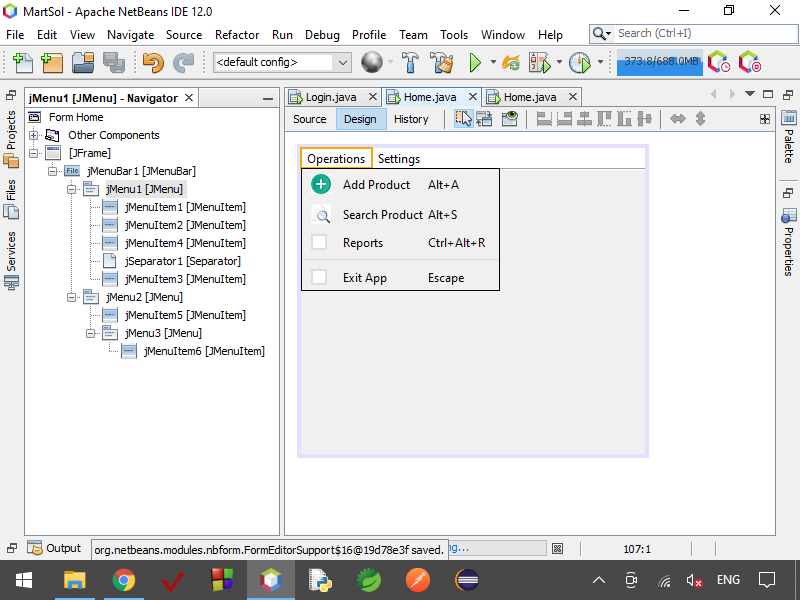 MartSol - Apache NetBeans IDE 12.0
File Edit View Navigate Source Refactor Run Debug Profile Team Tools Window Help
Search (Ctrl+I)
<default config>
373.8/688.0MB
jMenu1 [JMenu] - Navigator
Login.java Home.java Home.java
Form Home
Source Design History
Other Components
[JFrame]
jMenuBar1 [JMenuBar]
jMenu1 [JMenu]
jMenuItem1 [JMenuItem]
jMenuItem2 [JMenuItem]
jMenuItem4 [JMenuItem]
jSeparator1 [Separator]
jMenuItem3 [JMenuItem]
jMenu2 [JMenu]
jMenuItem5 [JMenuItem]
jMenu3 [JMenu]
jMenuItem6 [JMenuItem]
Projects
Files
Services
Operations Settings
Add Product Alt+A
Search Product Alt+S
Reports Ctrl+Alt+R
Exit App Escape
Palette
Properties
Output
org.netbeans.modules.nbform.FormEditorSupport$16@19d78e3f saved.
107:1
ENG